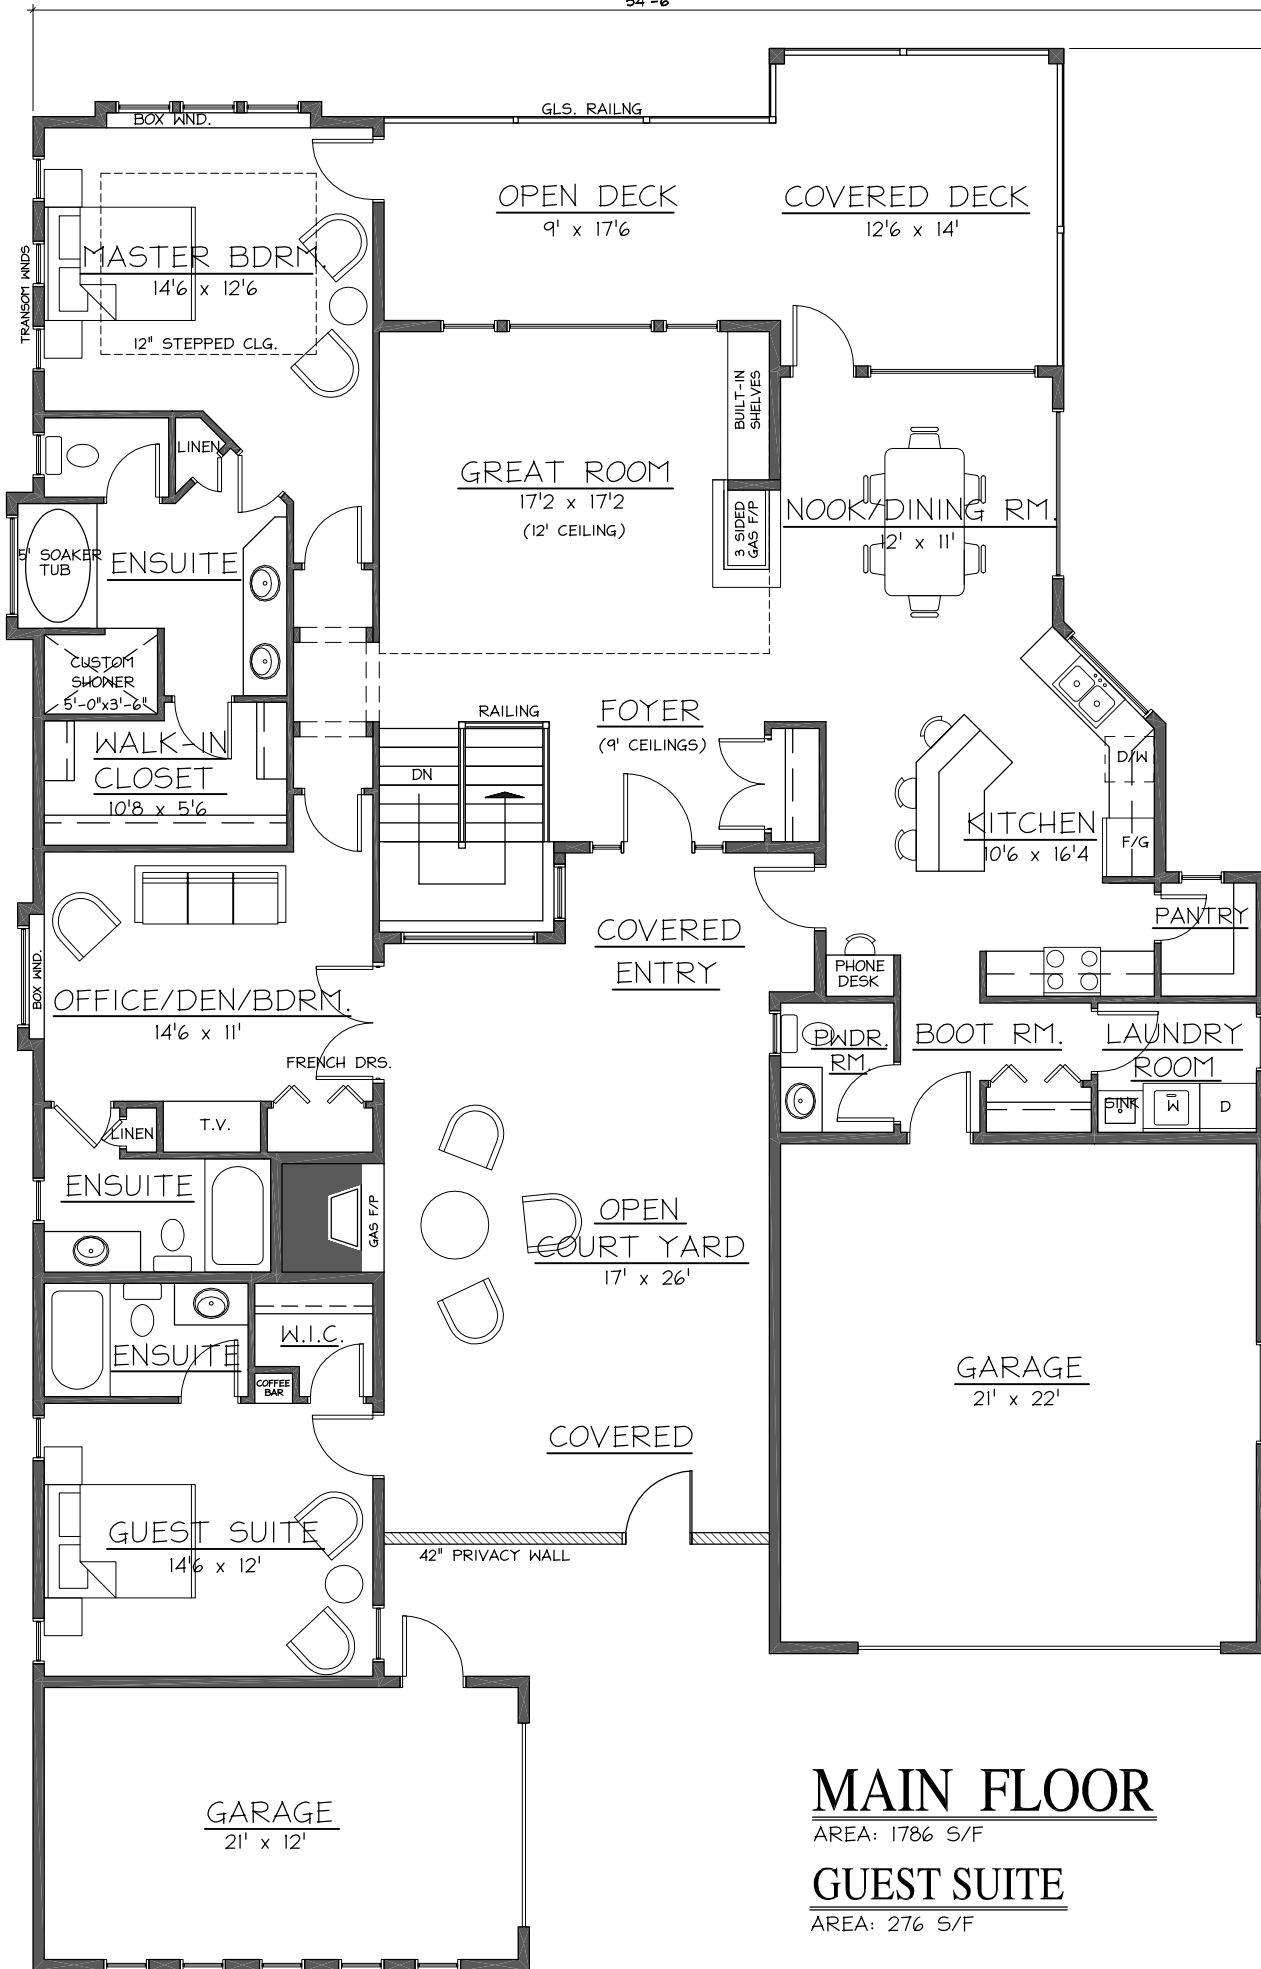 54'-6"
GLS. RAILNG
BOX WND.
OPEN DECK
9' x 17'6
COVERED DECK
12'6 x 14'
MASTER BDRM.
14'6 x 12'6
TRANSOM WNDS
12" STEPPED CLG.
BUILT-IN
SHELVES
LINEN
GREAT ROOM
17'2 x 17'2
(12' CEILING)
3 SIDED
GAS F/P
NOOK/DINING RM.
12' x 11'
5' SOAKER
TUB
ENSUITE
CUSTOM
SHOWER
5'-0"x3'-6"
RAILING
FOYER
(9' CEILINGS)
WALK-IN
CLOSET
10'8 x 5'6
DN
D/W
KITCHEN
10'6 x 16'4
F/G
PANTRY
COVERED
ENTRY
PHONE
DESK
BOX WND.
OFFICE/DEN/BDRM.
14'6 x 11'
FRENCH DRS.
PWDR.
RM.
BOOT RM.
LAUNDRY
ROOM
SINK
W
D
LINEN
T.V.
ENSUITE
GAS F/P
OPEN
COURT YARD
17' x 26'
W.I.C.
ENSUITE
COFFEE
BAR
GARAGE
21' x 22'
COVERED
GUEST SUITE
14'6 x 12'
42" PRIVACY WALL
GARAGE
21' x 12'
MAIN FLOOR
AREA: 1786 S/F
GUEST SUITE
AREA: 276 S/F